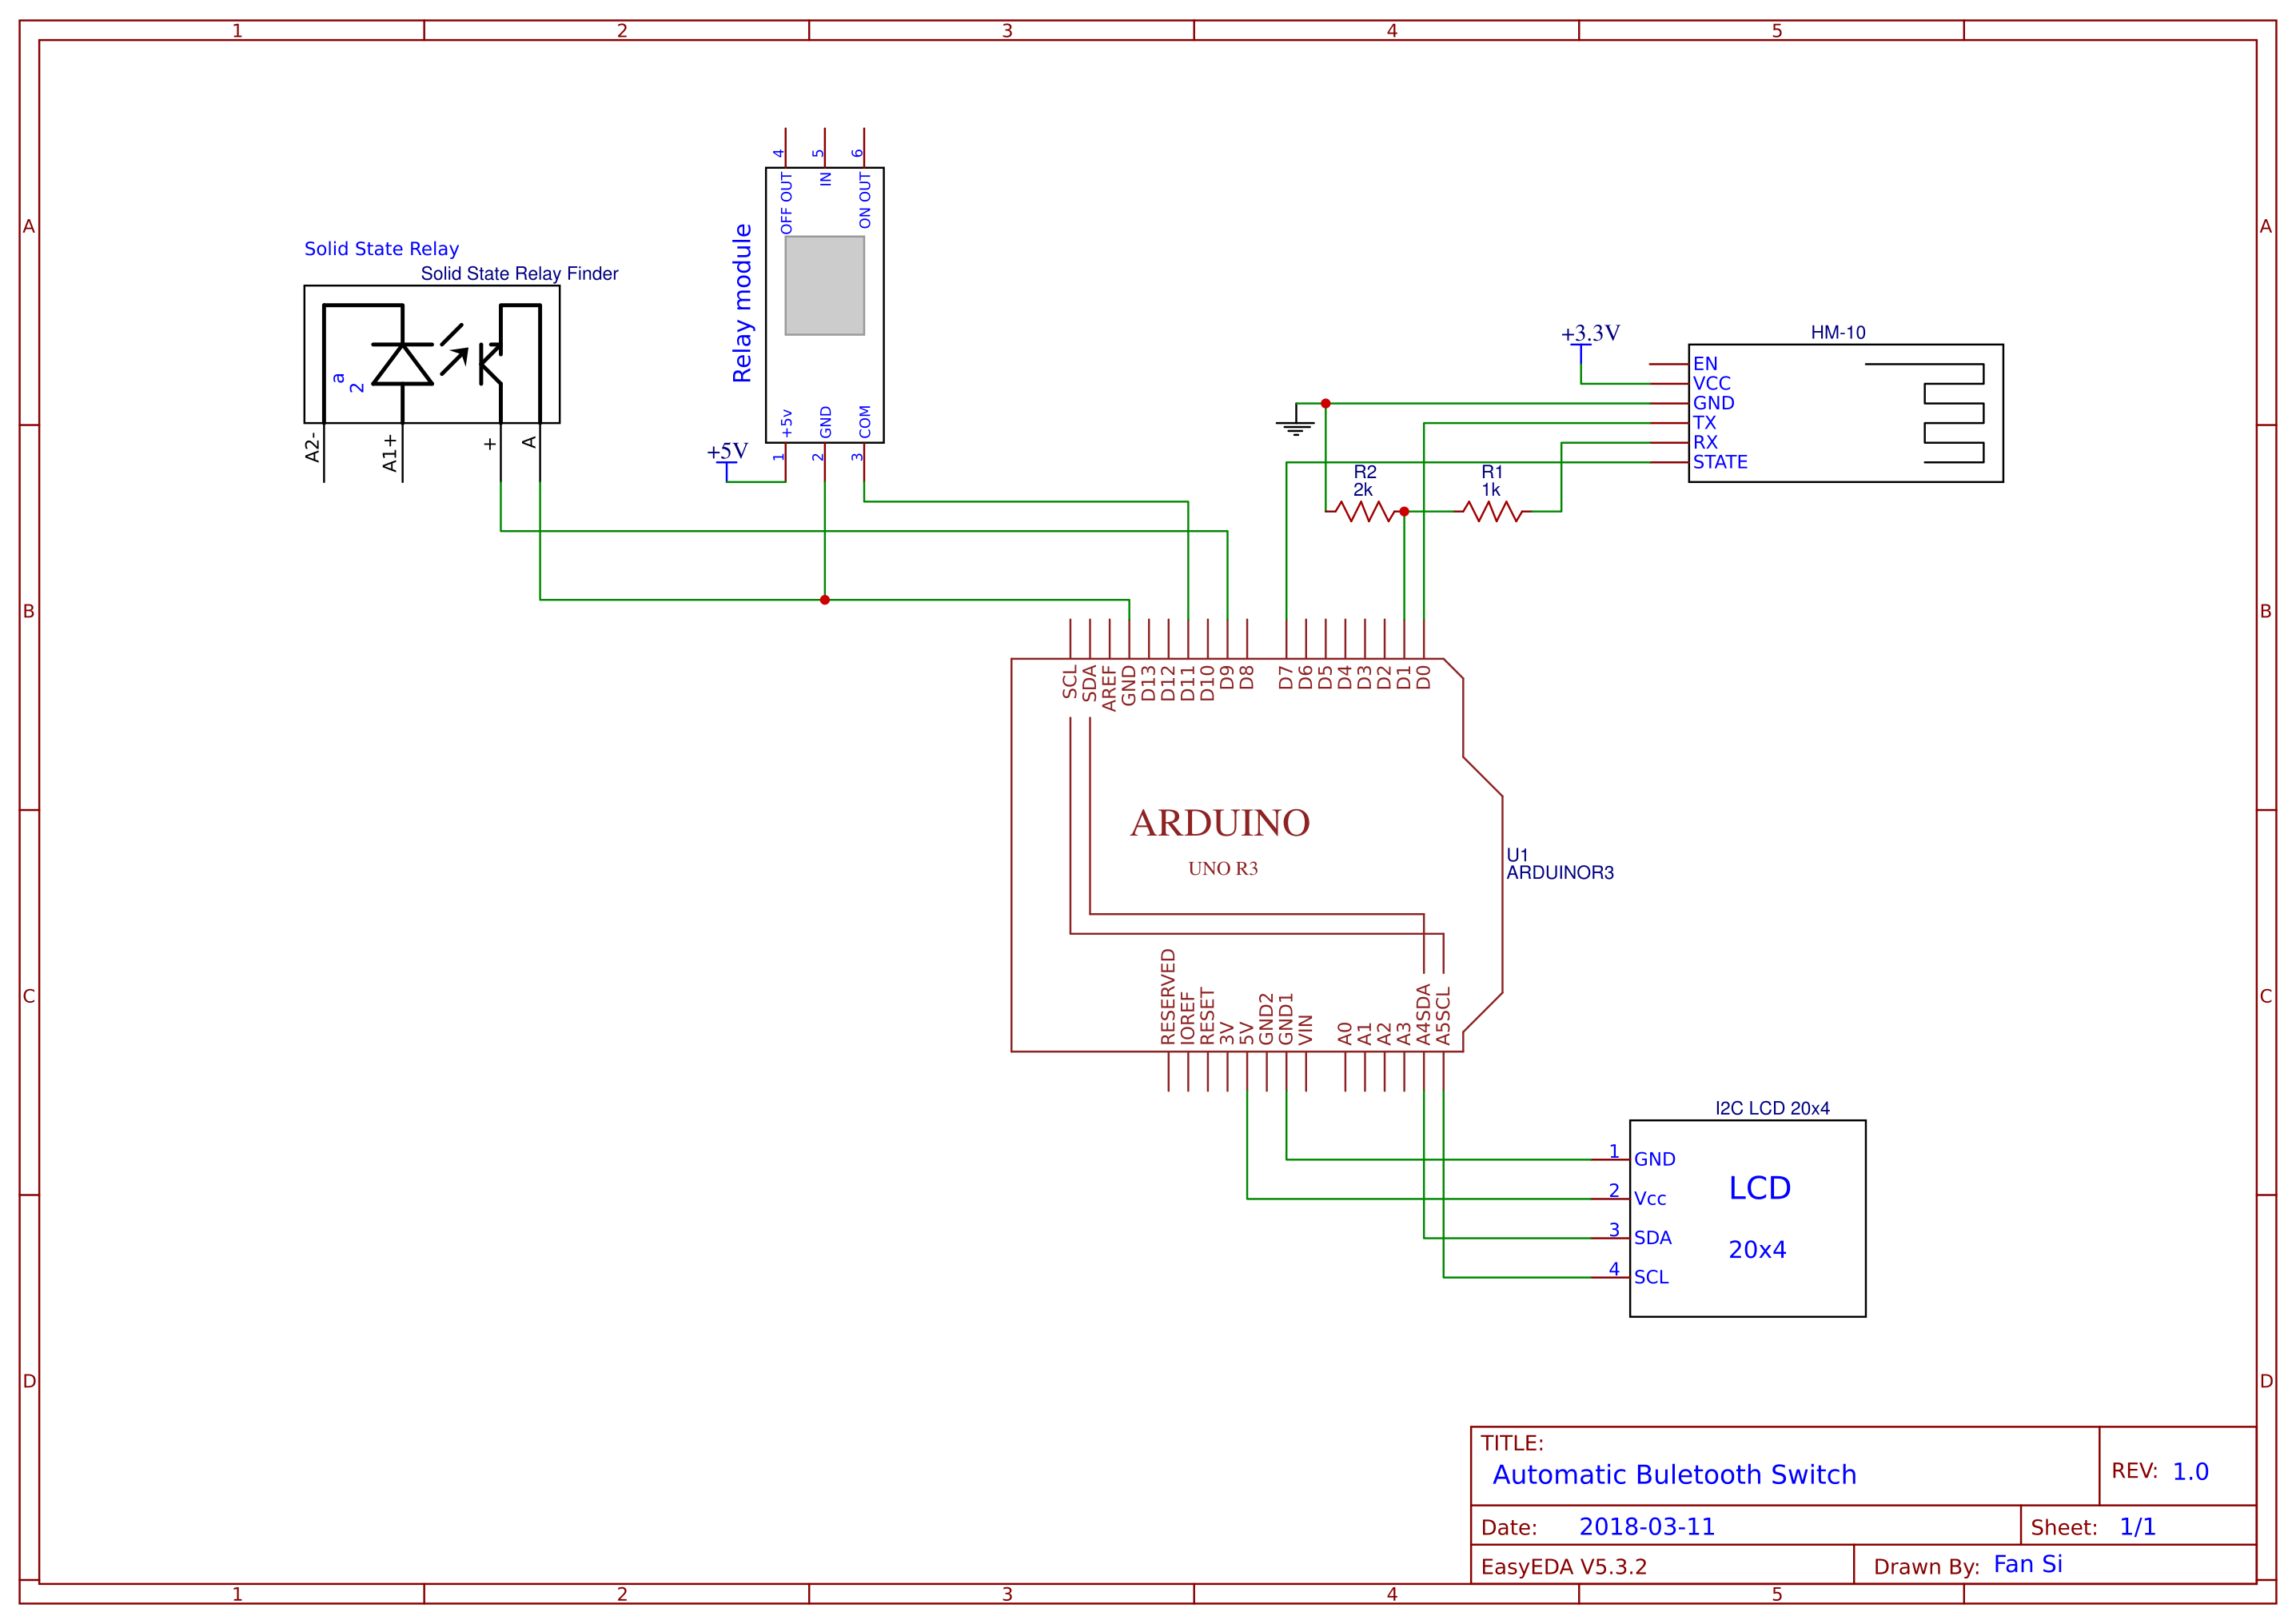 1 2 3 4 5
A A
B B
C C
D D
1 2 3 4 5
Solid State Relay
Solid State Relay Finder
a
2
A2-
A1+
+
A
Relay module
4 5 6
OFF OUT
IN
ON OUT
+5v
GND
COM
1 2 3
+5V
+3.3V
HM-10
EN
VCC
GND
TX
RX
STATE
R2
2k
R1
1k
SCL
SDA
AREF
GND
D13
D12
D11
D10
D9
D8
D7
D6
D5
D4
D3
D2
D1
D0
ARDUINO
UNO R3
U1
ARDUINOR3
RESERVED
IOREF
RESET
3V
5V
GND2
GND1
VIN
A0
A1
A2
A3
A4SDA
A5SCL
I2C LCD 20x4
1 GND
2 Vcc
3 SDA
4 SCL
LCD
20x4
TITLE:
Automatic Buletooth Switch
REV: 1.0
Date: 2018-03-11
Sheet: 1/1
EasyEDA V5.3.2
Drawn By: Fan Si